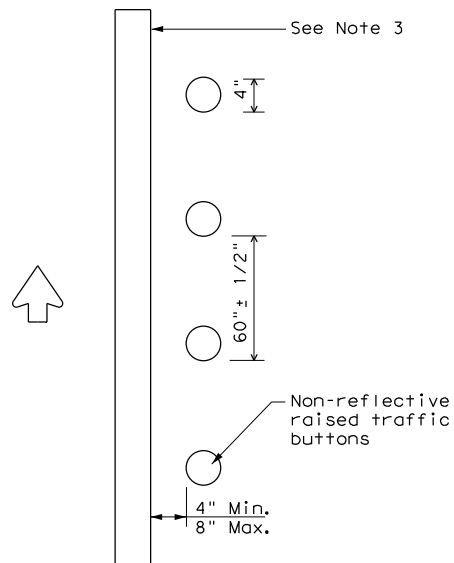 See Note 3
4"
60"± 1/2"
Non-reflective
raised traffic
buttons
4" Min.
8" Max.